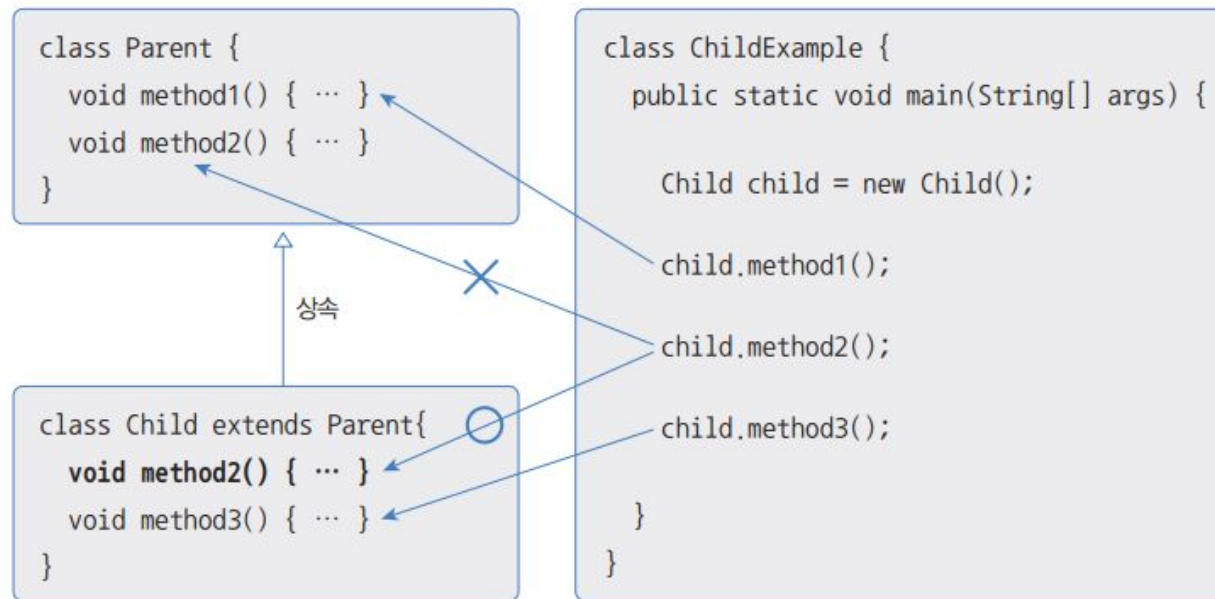 class Parent {
void method1() { … }
void method2() { … }
}
상속
class Child extends Parent{
void method2() { … }
void method3() { … }
}
class ChildExample {
public static void main(String[] args) {
Child child = new Child();
child.method1();
child.method2();
child.method3();
}
}